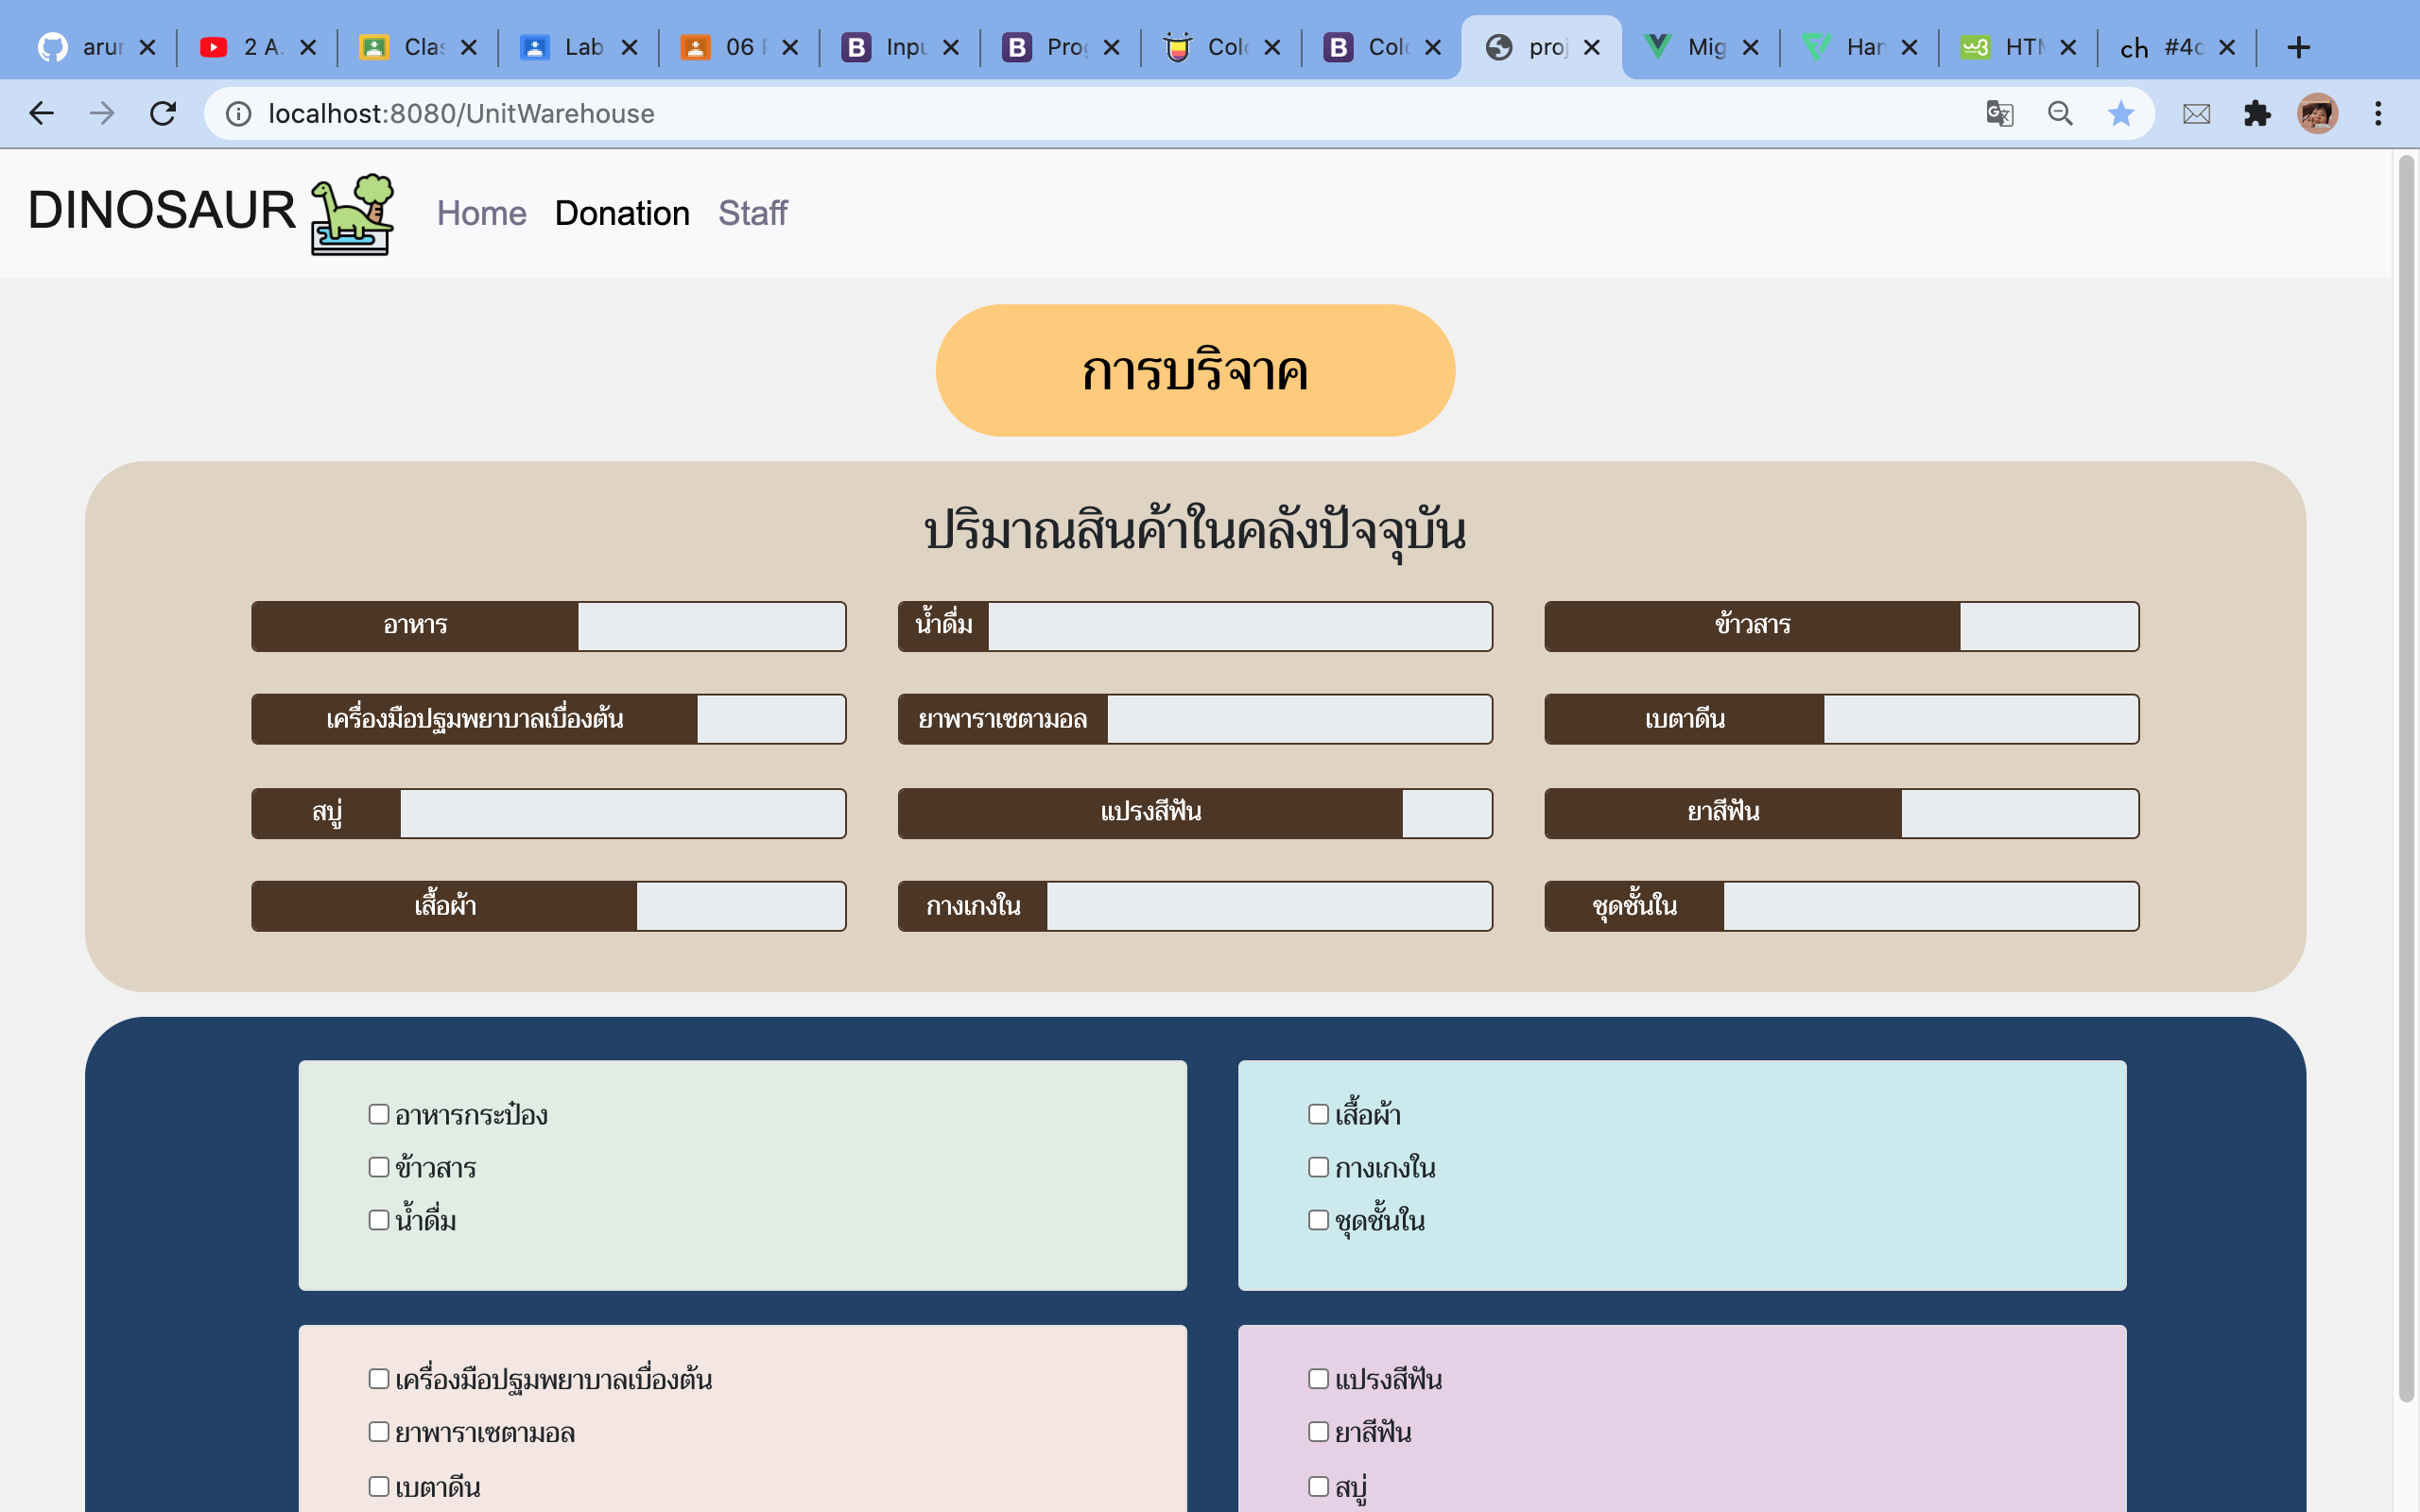 arun 2 A. Clas Lab 06 Inpu Prog Colo Colo proj Mig Har HTM #4c
localhost:8080/UnitWarehouse
DINOSAUR Home Donation Staff
การบริจาค
ปริมาณสินค้าในคลังปัจจุบัน
อาหาร น้ำดื่ม ข้าวสาร
เครื่องมือปฐมพยาบาลเบื่องต้น ยาพาราเซตามอล เบตาดีน
สบู่ แปรงสีฟัน ยาสีฟัน
เสื้อผ้า กางเกงใน ชุดชั้นใน
อาหารกระป๋อง
ข้าวสาร
น้ำดื่ม
เสื้อผ้า
กางเกงใน
ชุดชั้นใน
เครื่องมือปฐมพยาบาลเบื่องต้น
ยาพาราเซตามอล
เบตาดีน
แปรงสีฟัน
ยาสีฟัน
สบู่